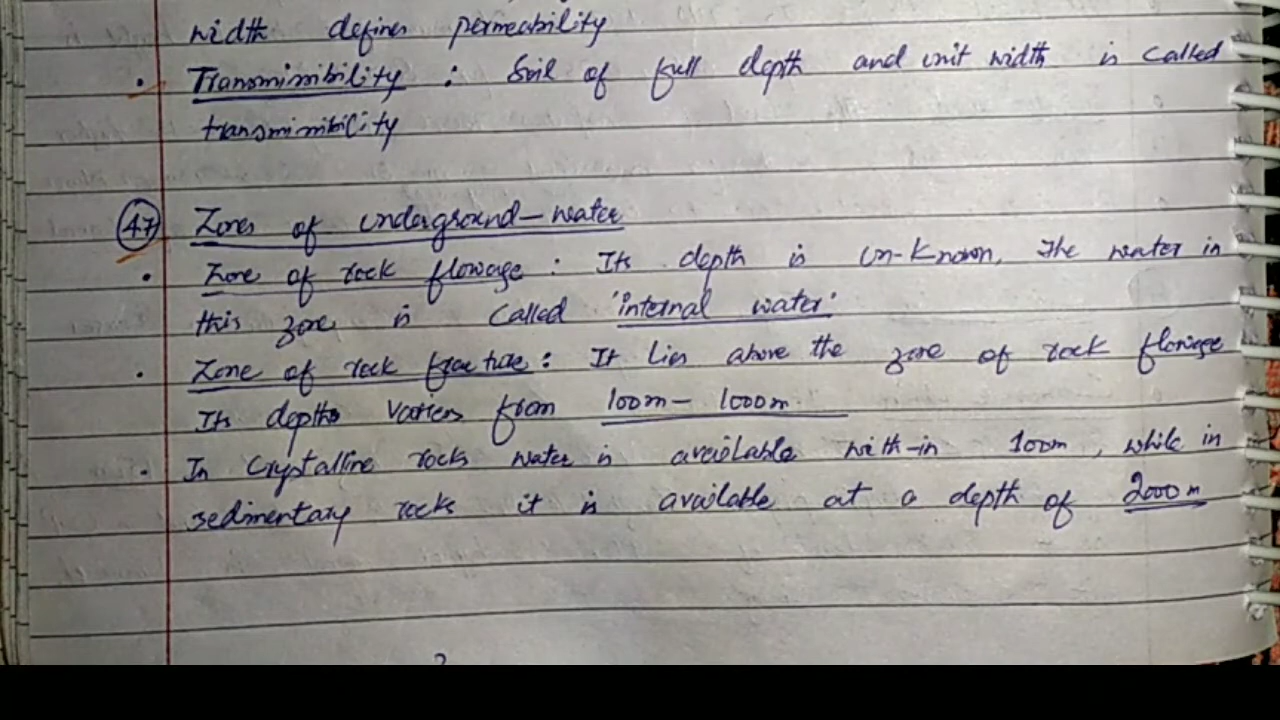 width defines permeability
• Transmissibility : Soil of full depth and unit width is called
transmissibility
47 Zones of underground-water
• Zone of rock flowage : Its depth is un-known, The water in
this zone is called 'internal water'
• Zone of rock fracture : It lies above the zone of rock flowage
Its depths varies from 100m - 1000m
• In Crystalline rocks water is available with-in 100m, while in
sedimentary rocks it is available at a depth of 2000m